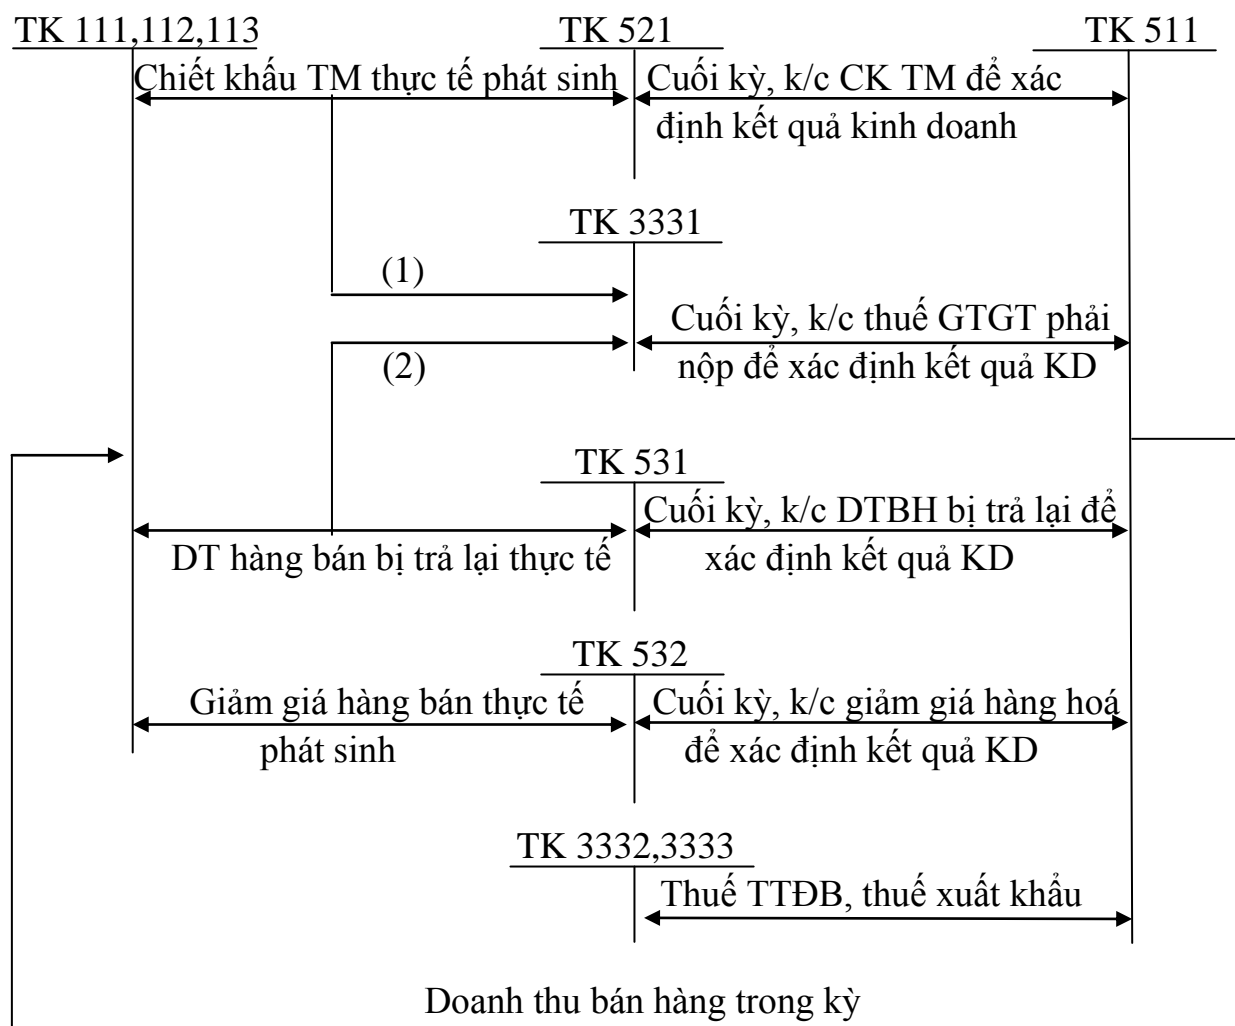 TK 111,112,113
TK 521
TK 511
Chiết khấu TM thực tế phát sinh
Cuối kỳ, k/c CK TM để xác
định kết quả kinh doanh
TK 3331
(1)
Cuối kỳ, k/c thuế GTGT phải
nộp để xác định kết quả KD
(2)
TK 531
Cuối kỳ, k/c DTBH bị trả lại để
xác định kết quả KD
DT hàng bán bị trả lại thực tế
TK 532
Giảm giá hàng bán thực tế
phát sinh
Cuối kỳ, k/c giảm giá hàng hoá
để xác định kết quả KD
TK 3332,3333
Thuế TTĐB, thuế xuất khẩu
Doanh thu bán hàng trong kỳ